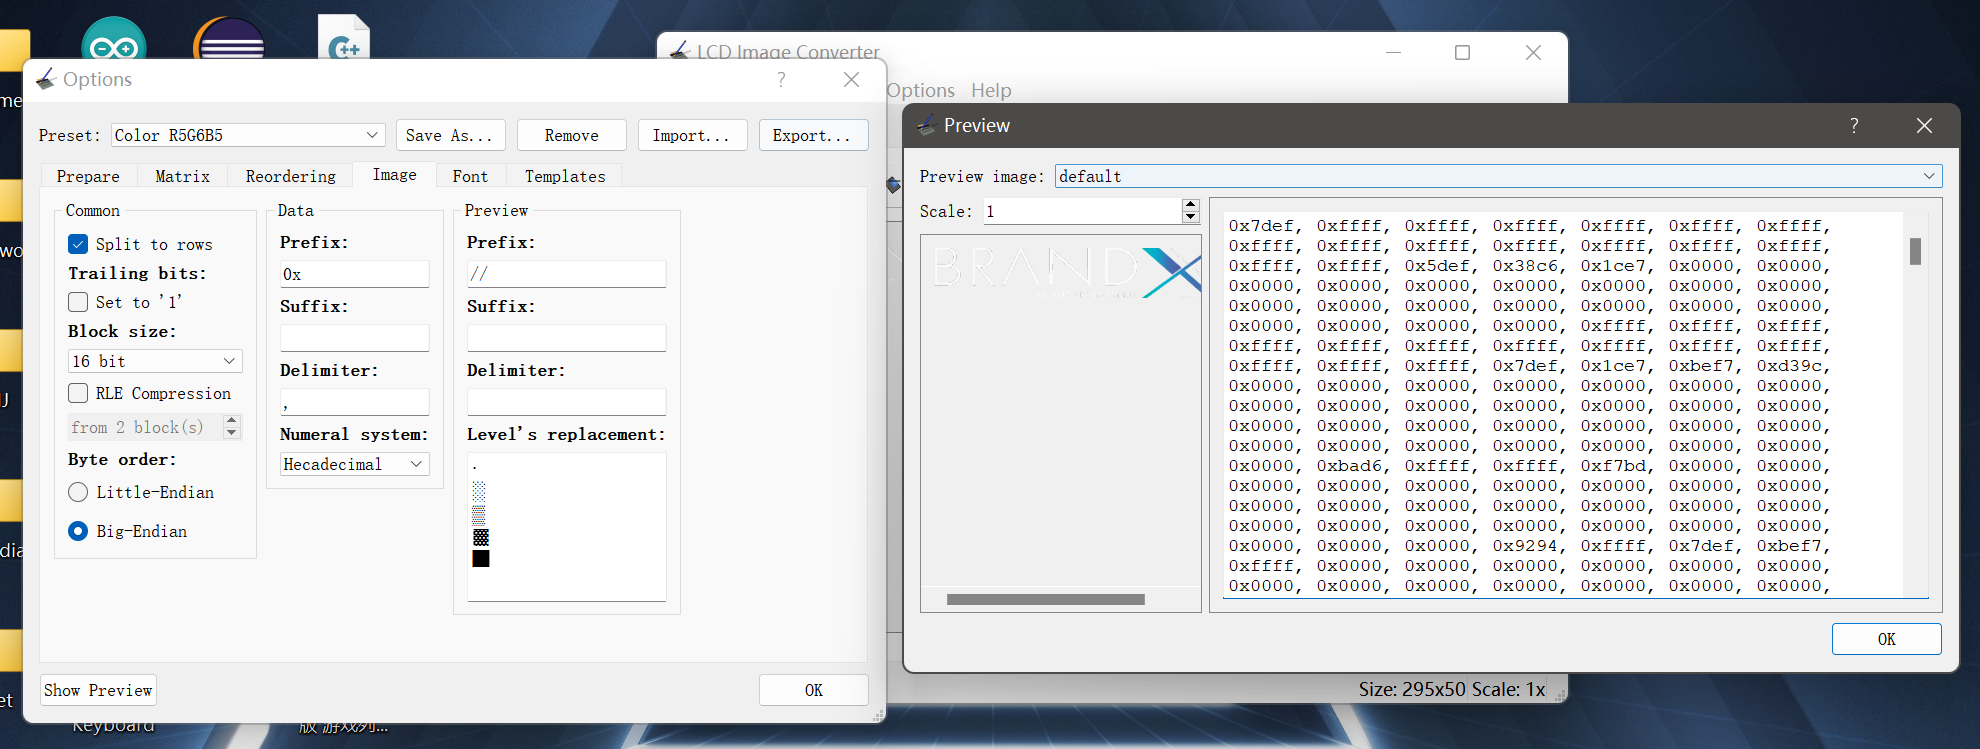 LCD Image Converter
Options
?
Options Help
Preview
?
Preset: Color R5G6B5 Save As... Remove Import... Export...
Preview image: default
Prepare Matrix Reordering Image Font Templates
Scale: 1
Common
Split to rows
Trailing bits:
Set to '1'
Block size:
16 bit
RLE Compression
from 2 block(s)
Byte order:
Little-Endian
Big-Endian
Data
Prefix:
0x
Suffix:
Delimiter:
,
Numeral system:
Hecadecimal
Preview
Prefix:
//
Suffix:
Delimiter:
Level's replacement:
.
░
▒
▓
█
Show Preview
OK
BRANDX
0x7def, 0xffff, 0xffff, 0xffff, 0xffff, 0xffff, 0xffff,
0xffff, 0xffff, 0xffff, 0xffff, 0xffff, 0xffff, 0xffff,
0xffff, 0xffff, 0x5def, 0x38c6, 0x1ce7, 0x0000, 0x0000,
0x0000, 0x0000, 0x0000, 0x0000, 0x0000, 0x0000, 0x0000,
0x0000, 0x0000, 0x0000, 0x0000, 0x0000, 0x0000, 0x0000,
0x0000, 0x0000, 0x0000, 0x0000, 0xffff, 0xffff, 0xffff,
0xffff, 0xffff, 0xffff, 0xffff, 0xffff, 0xffff, 0xffff,
0xffff, 0xffff, 0xffff, 0x7def, 0x1ce7, 0xbef7, 0xd39c,
0x0000, 0x0000, 0x0000, 0x0000, 0x0000, 0x0000, 0x0000,
0x0000, 0x0000, 0x0000, 0x0000, 0x0000, 0x0000, 0x0000,
0x0000, 0x0000, 0x0000, 0x0000, 0x0000, 0x0000, 0x0000,
0x0000, 0x0000, 0x0000, 0x0000, 0x0000, 0x0000, 0x0000,
0x0000, 0xbad6, 0xffff, 0xffff, 0xf7bd, 0x0000, 0x0000,
0x0000, 0x0000, 0x0000, 0x0000, 0x0000, 0x0000, 0x0000,
0x0000, 0x0000, 0x0000, 0x0000, 0x0000, 0x0000, 0x0000,
0x0000, 0x0000, 0x0000, 0x0000, 0x0000, 0x0000, 0x0000,
0x0000, 0x0000, 0x0000, 0x9294, 0xffff, 0x7def, 0xbef7,
0xffff, 0x0000, 0x0000, 0x0000, 0x0000, 0x0000, 0x0000,
0x0000, 0x0000, 0x0000, 0x0000, 0x0000, 0x0000, 0x0000,
OK
Size: 295x50 Scale: 1x
me
wo
dia
et
Keyboard
C++